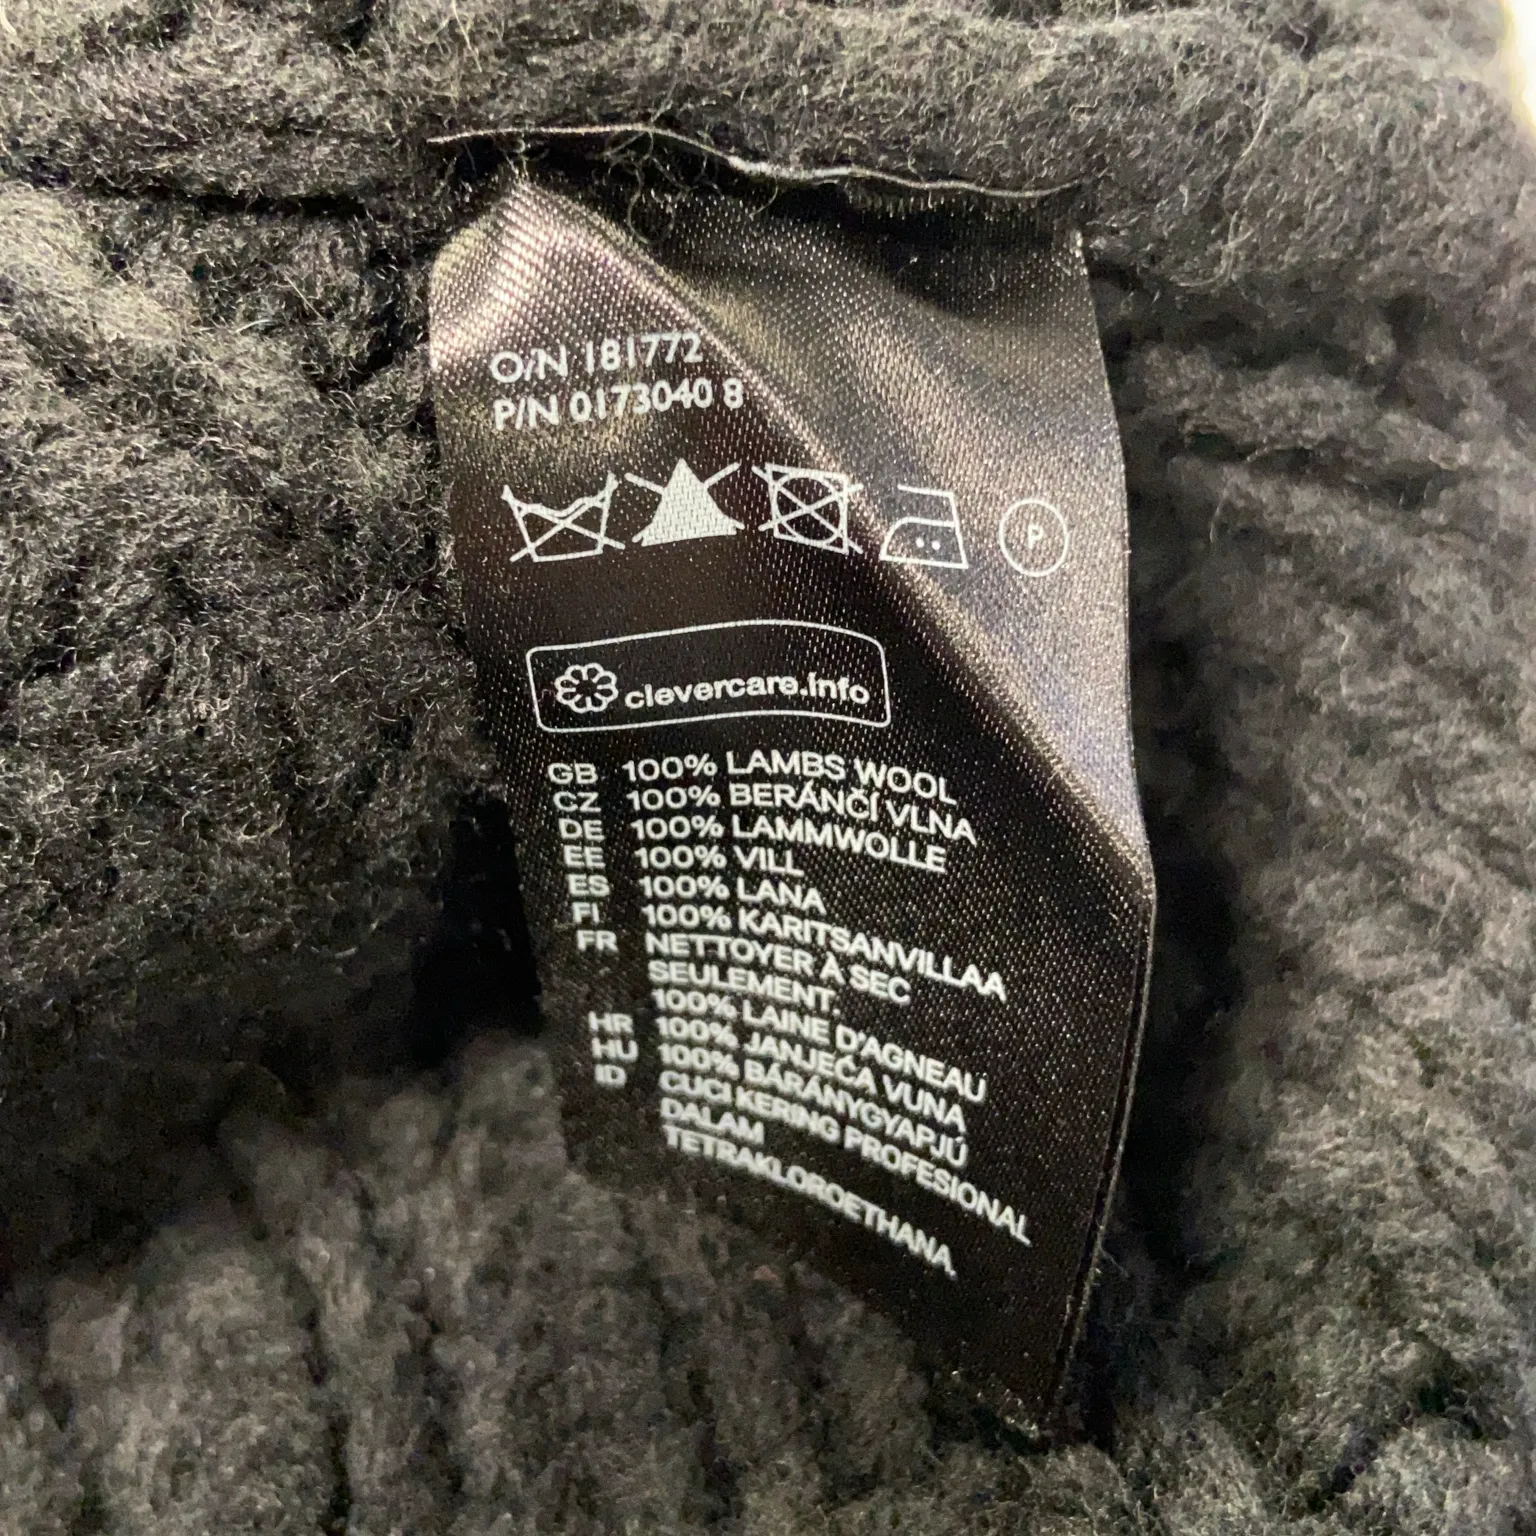 O/N 181772
P/N 0173040 8
P
clevercare.info
GB 100% LAMBS WOOL
CZ 100% BERÁNČÍ VLNA
DE 100% LAMMWOLLE
EE 100% VILL
ES 100% LANA
FI 100% KARITSANVILLAA
FR NETTOYER À SEC
SEULEMENT.
100% LAINE D'AGNEAU
HR 100% JANJEĆA VUNA
HU 100% BÁRÁNYGYAPJÚ
ID CUCI KERING PROFESIONAL
DALAM
TETRAKLOROETHANA